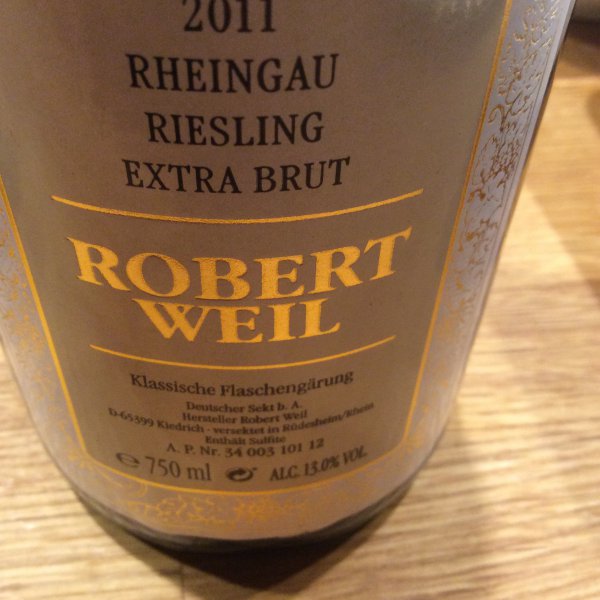 2011
RHEINGAU
RIESLING
EXTRA BRUT
ROBERT
WEIL
Klassische Flaschengärung
Deutscher Sekt b. A.
Hersteller Robert Weil
D-65399 Kiedrich - versektet in Rüdesheim/Rhein
Enthält Sulfite
A. P. Nr. 34 003 101 12
℮ 750 ml ALC. 13.0% VOL.